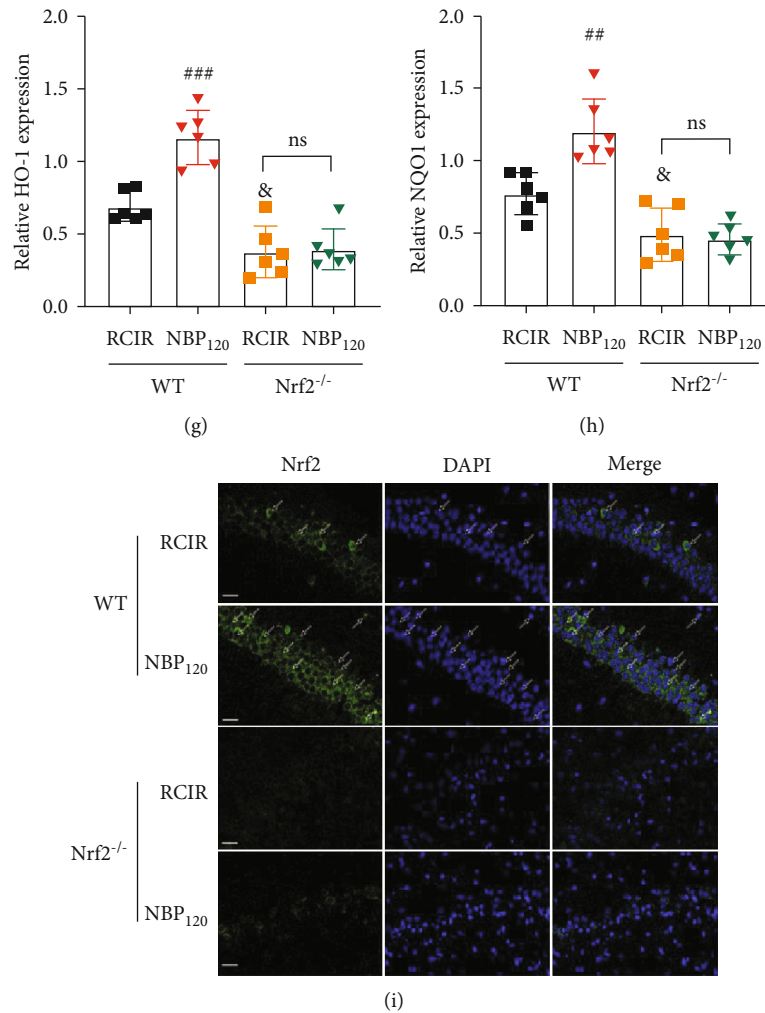 2.0
1.5
1.0
0.5
0.0
Relative HO-1 expression
###
ns
&
RCIR NBP120 RCIR NBP120
WT Nrf2-/-
(g)
2.0
1.5
1.0
0.5
0.0
Relative NQO1 expression
##
ns
&
RCIR NBP120 RCIR NBP120
WT Nrf2-/-
(h)
Nrf2 DAPI Merge
RCIR
WT
NBP120
RCIR
Nrf2-/-
NBP120
(i)